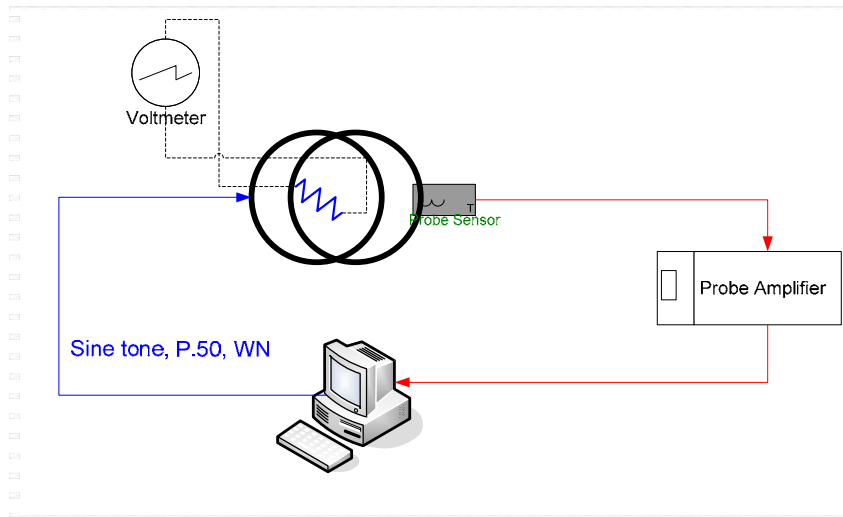 Voltmeter
T
Probe Sensor
Probe Amplifier
Sine tone, P.50, WN